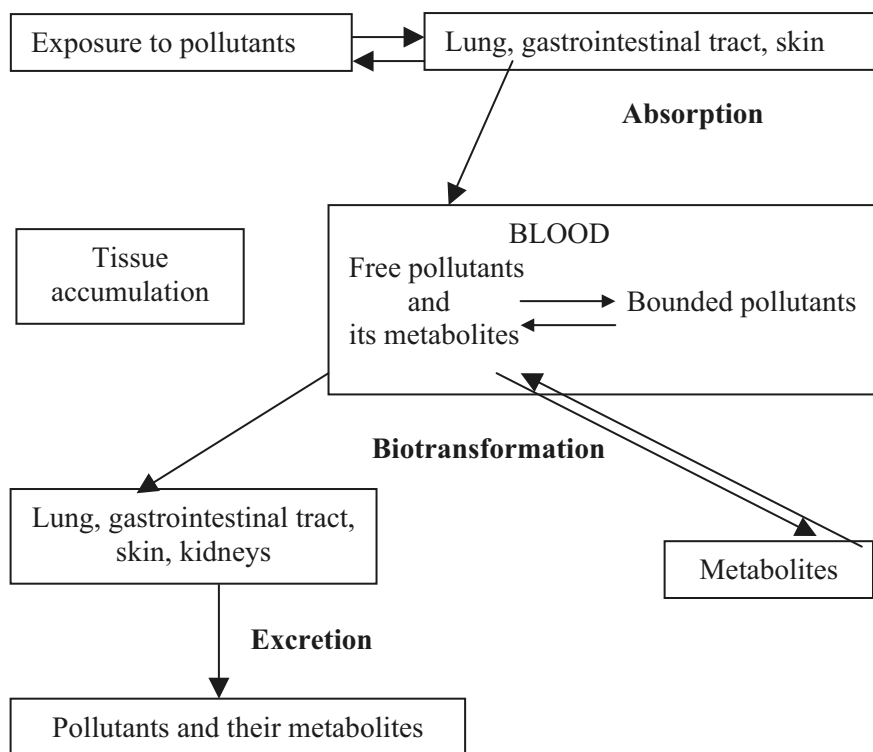 Exposure to pollutants
Lung, gastrointestinal tract, skin
Absorption
BLOOD
Free pollutants
and
its metabolites
Bounded pollutants
Tissue
accumulation
Biotransformation
Lung, gastrointestinal tract,
skin, kidneys
Metabolites
Excretion
Pollutants and their metabolites